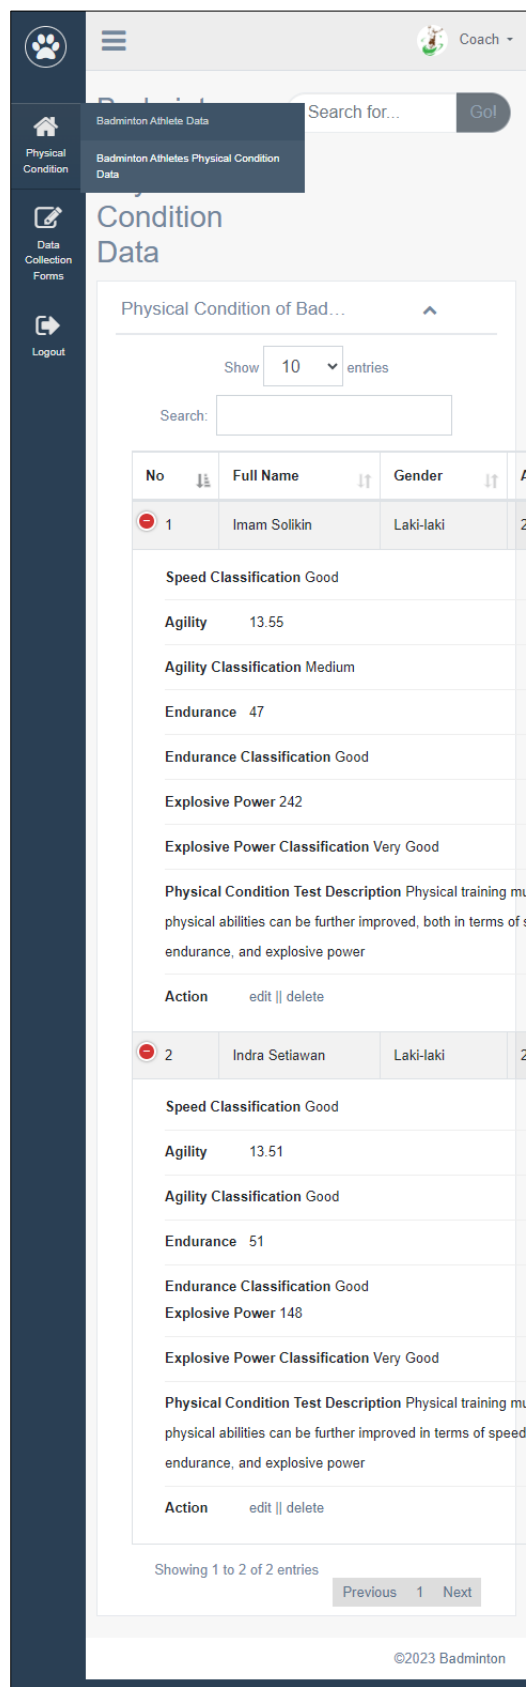 Coach
Search for...
Go!
Badminton Athlete Data
Badminton Athletes Physical Condition
Data
Physical
Condition
Data
Collection
Forms
Logout
Condition
Data
Physical Condition of Bad...
Show 10 entries
Search:
No Full Name Gender
1 Imam Solikin Laki-laki 2
Speed Classification Good
Agility 13.55
Agility Classification Medium
Endurance 47
Endurance Classification Good
Explosive Power 242
Explosive Power Classification Very Good
Physical Condition Test Description Physical training
physical abilities can be further improved, both in terms of
endurance, and explosive power
Action edit || delete
2 Indra Setiawan Laki-laki 2
Speed Classification Good
Agility 13.51
Agility Classification Good
Endurance 51
Endurance Classification Good
Explosive Power 148
Explosive Power Classification Very Good
Physical Condition Test Description Physical training
physical abilities can be further improved in terms of speed
endurance, and explosive power
Action edit || delete
Showing 1 to 2 of 2 entries
Previous 1 Next
©2023 Badminton